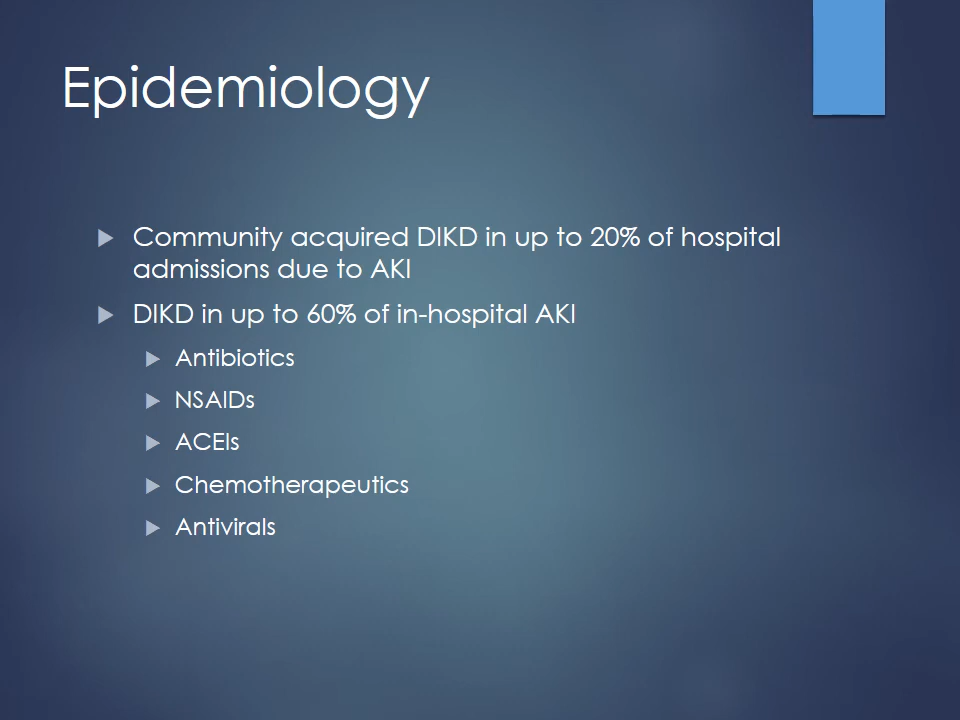 Epidemiology
Community acquired DIKD in up to 20% of hospital
admissions due to AKI
DIKD in up to 60% of in-hospital AKI
Antibiotics
NSAIDs
ACEIs
Chemotherapeutics
Antivirals